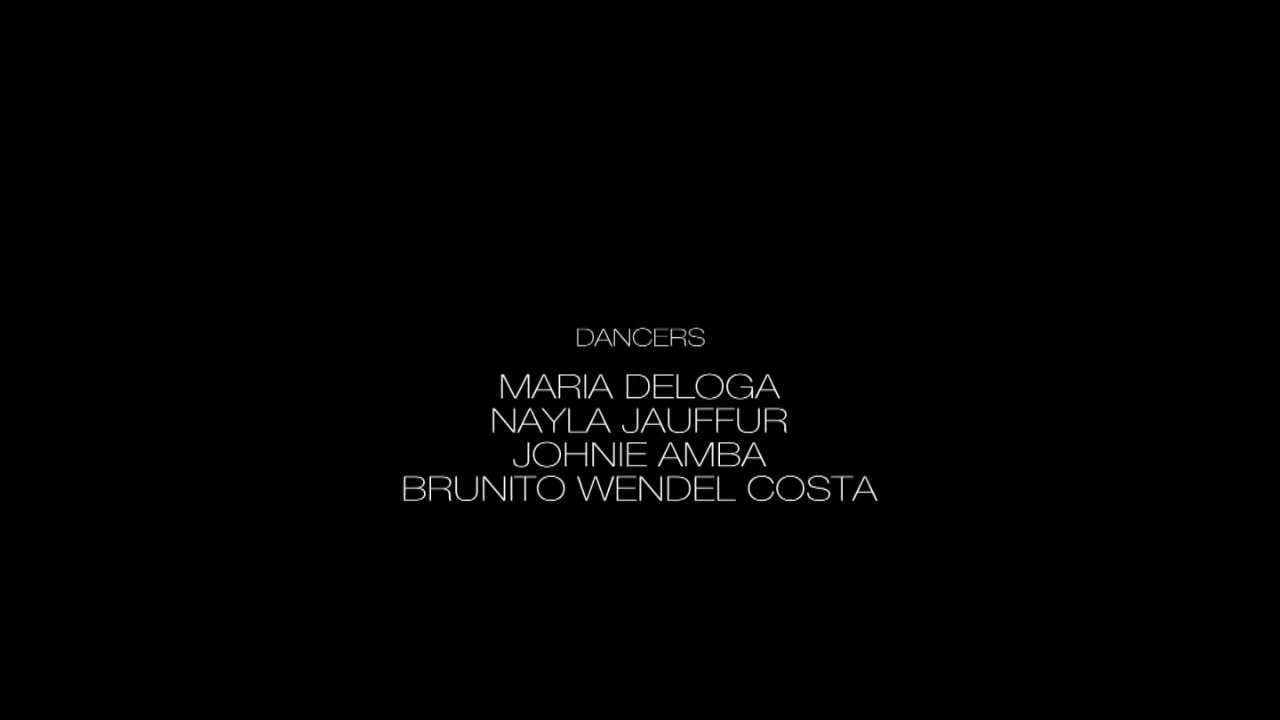 DANCERS
MARIA DELOGA
NAYLA JAUFFUR
JOHNIE AMBA
BRUNITO WENDEL COSTA